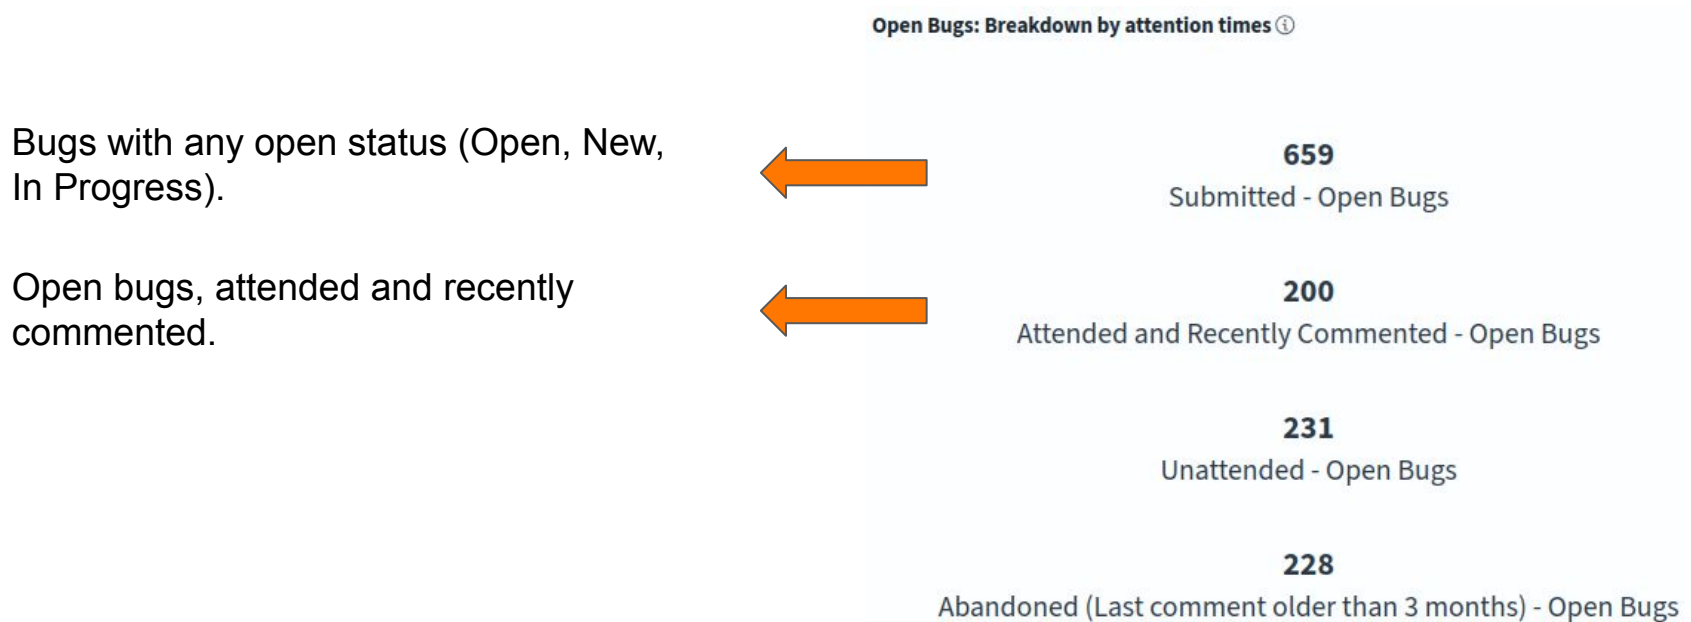 Open Bugs: Breakdown by attention times
Bugs with any open status (Open, New,
In Progress).
659
Submitted - Open Bugs
Open bugs, attended and recently
commented.
200
Attended and Recently Commented - Open Bugs
231
Unattended - Open Bugs
228
Abandoned (Last comment older than 3 months) - Open Bugs